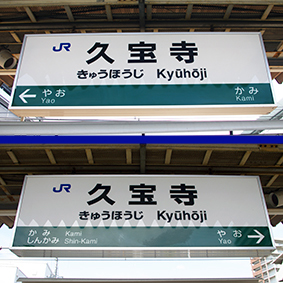 JR 久宝寺
きゅうほうじ Kyūhōji
← やお かみ
Yao Kami
JR 久宝寺
きゅうほうじ Kyūhōji
かみ Kami やお →
しんかみ Shin-Kami Yao